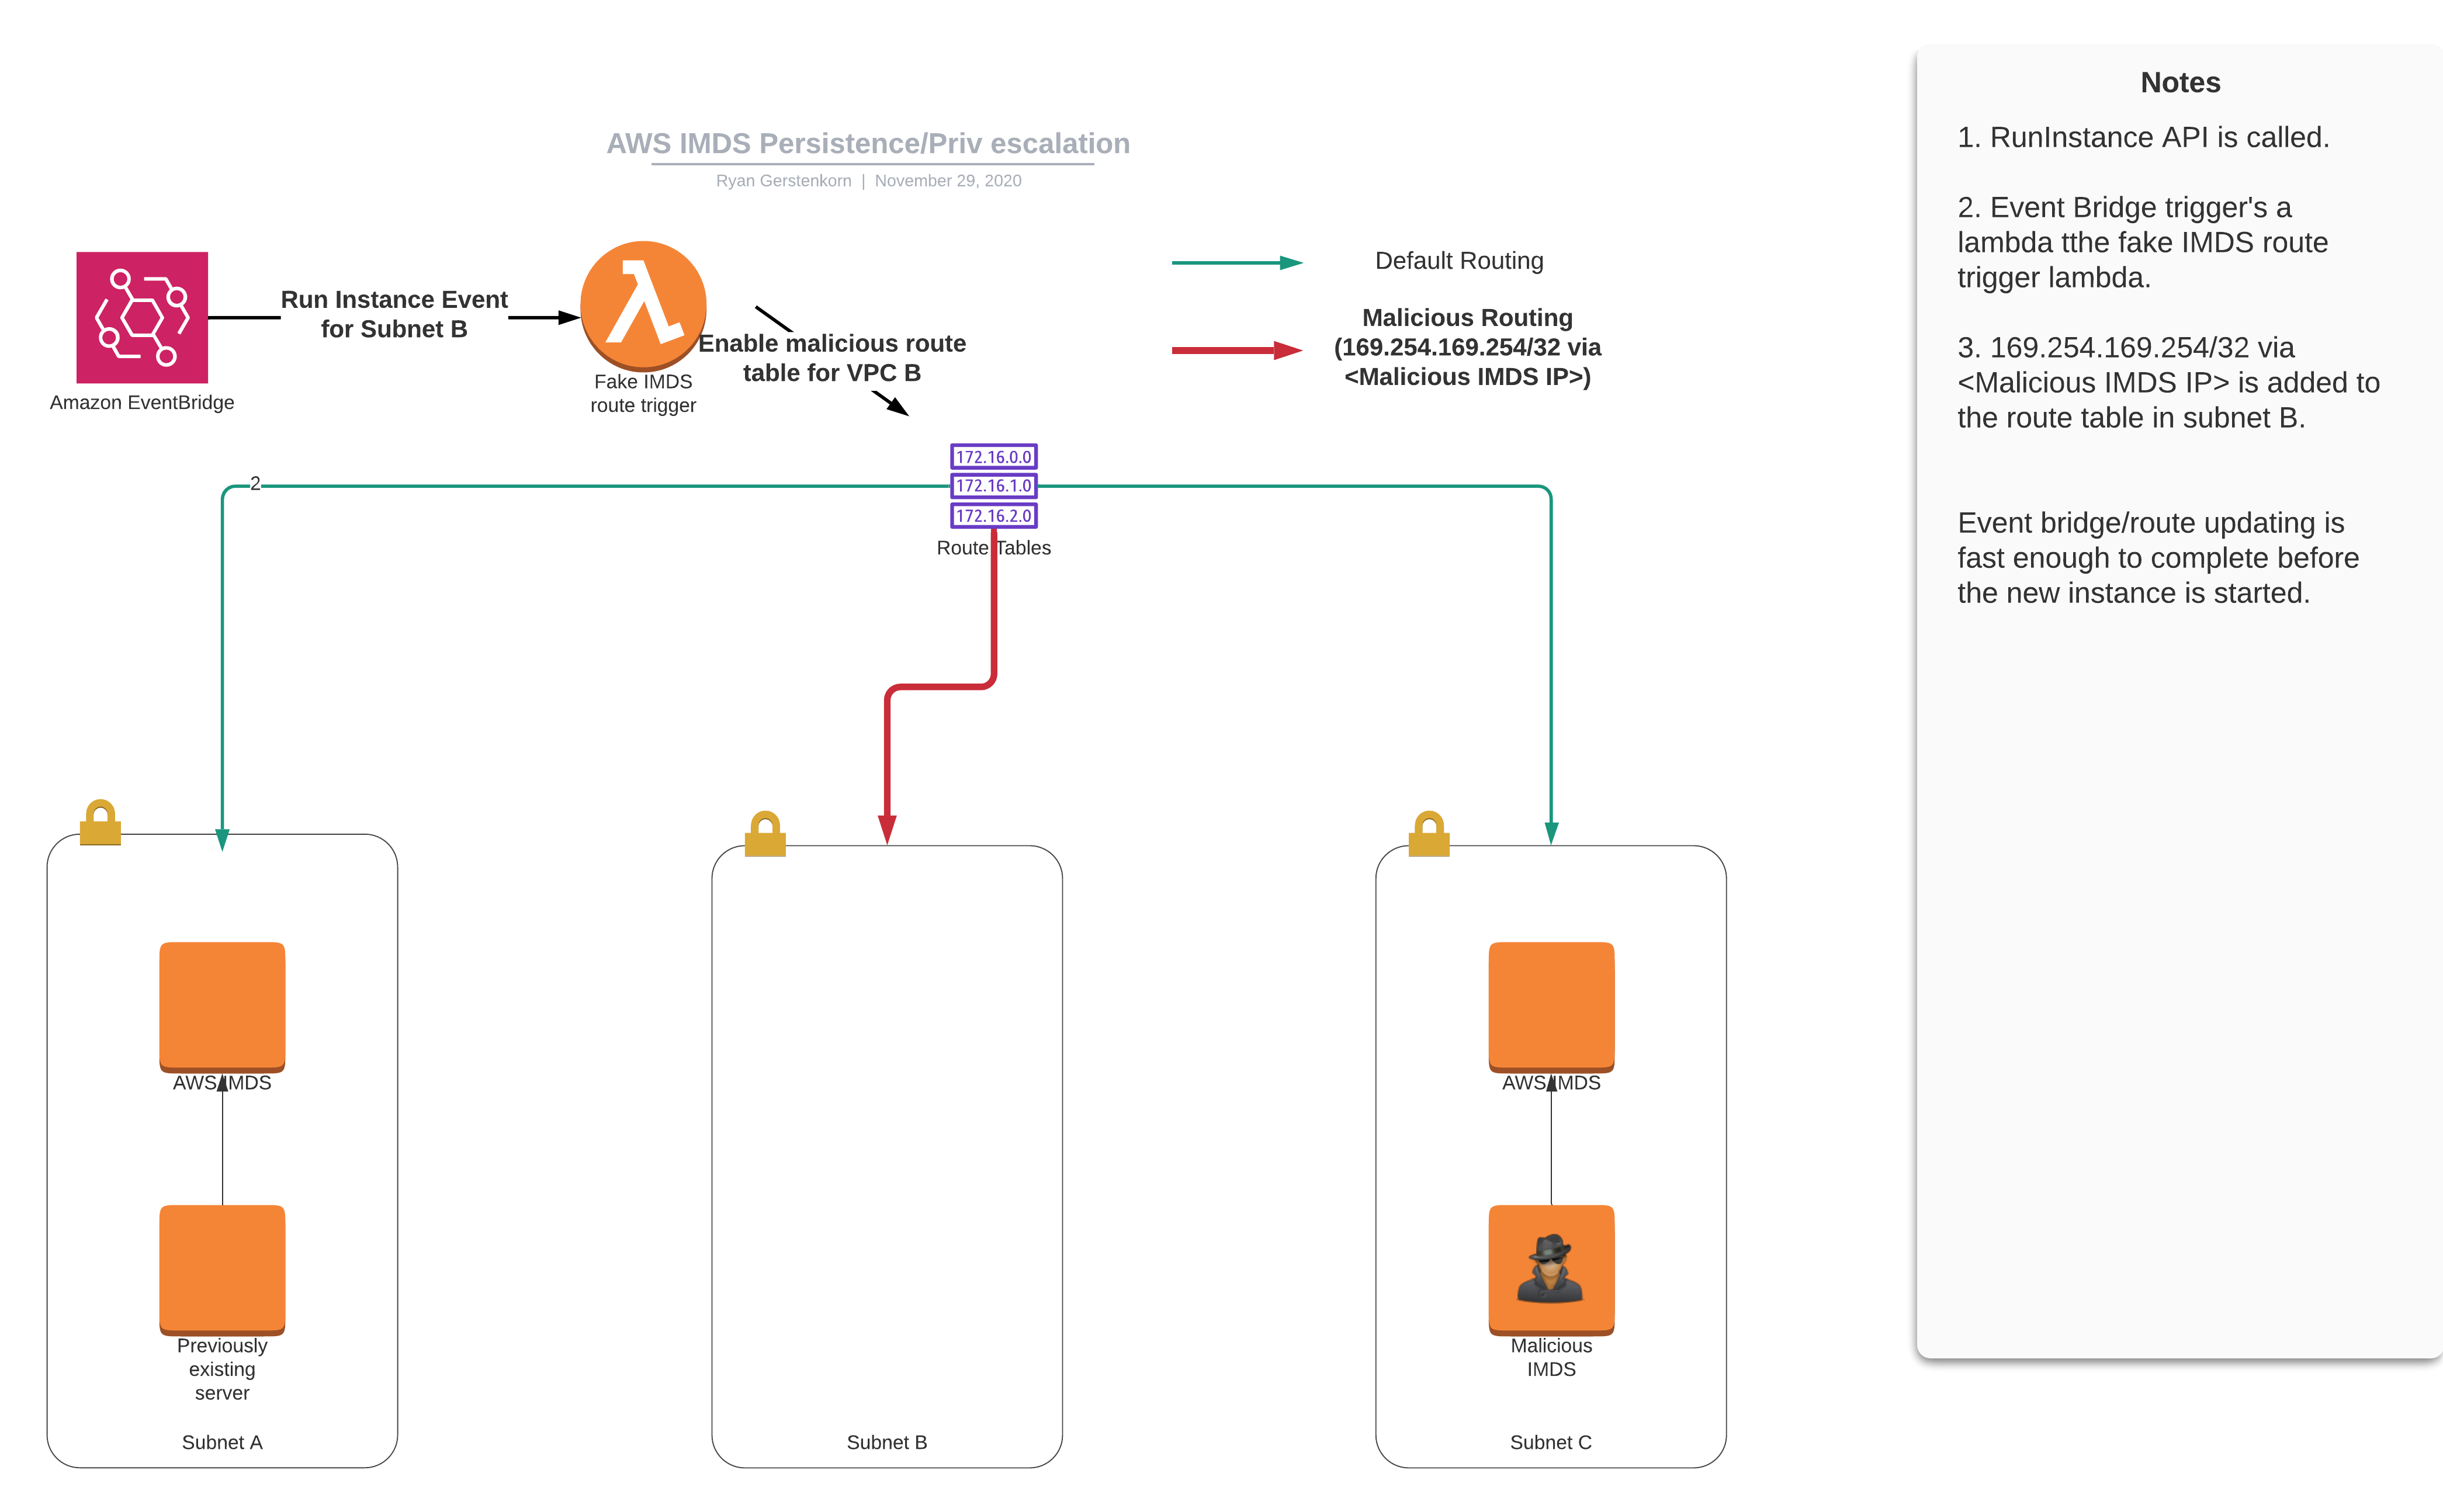 AWS IMDS Persistence/Priv escalation
Ryan Gerstenkorn | November 29, 2020
Amazon EventBridge
Run Instance Event
for Subnet B
Fake IMDS
route trigger
Enable malicious route
table for VPC B
Default Routing
Malicious Routing
(169.254.169.254/32 via
<Malicious IMDS IP>)
172.16.0.0
172.16.1.0
172.16.2.0
Route Tables
2
AWS IMDS
Previously
existing
server
Subnet A
Subnet B
AWS IMDS
Malicious
IMDS
Subnet C
Notes
1. RunInstance API is called.
2. Event Bridge trigger's a
lambda tthe fake IMDS route
trigger lambda.
3. 169.254.169.254/32 via
<Malicious IMDS IP> is added to
the route table in subnet B.
Event bridge/route updating is
fast enough to complete before
the new instance is started.